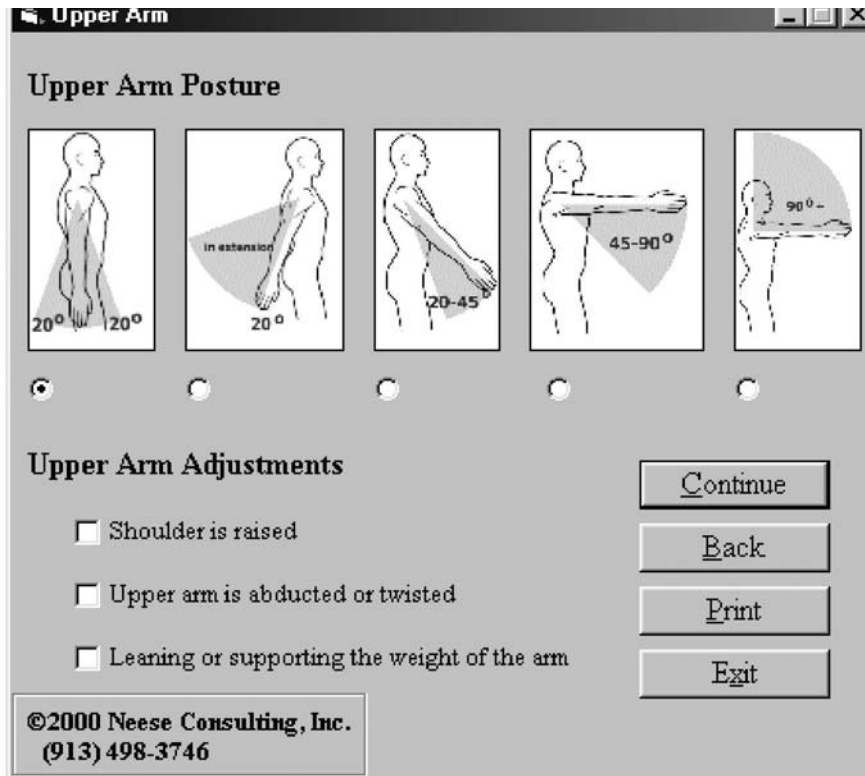 Upper Arm
Upper Arm Posture
20° 20°
in extension
20°
20-45°
45-90°
90°-
Upper Arm Adjustments
Shoulder is raised
Upper arm is abducted or twisted
Leaning or supporting the weight of the arm
Continue
Back
Print
Exit
©2000 Neese Consulting, Inc.
(913) 498-3746